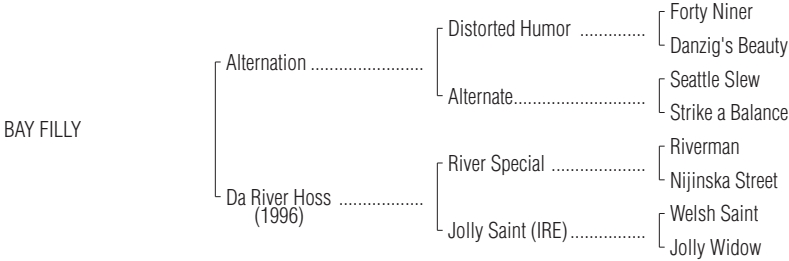 Forty Niner
Distorted Humor ..............
Danzig's Beauty
Alternation ........................
Seattle Slew
Alternate............................
Strike a Balance
BAY FILLY
Riverman
River Special ....................
Nijinska Street
Da River Hoss ..................
(1996)
Welsh Saint
Jolly Saint (IRE)................
Jolly Widow